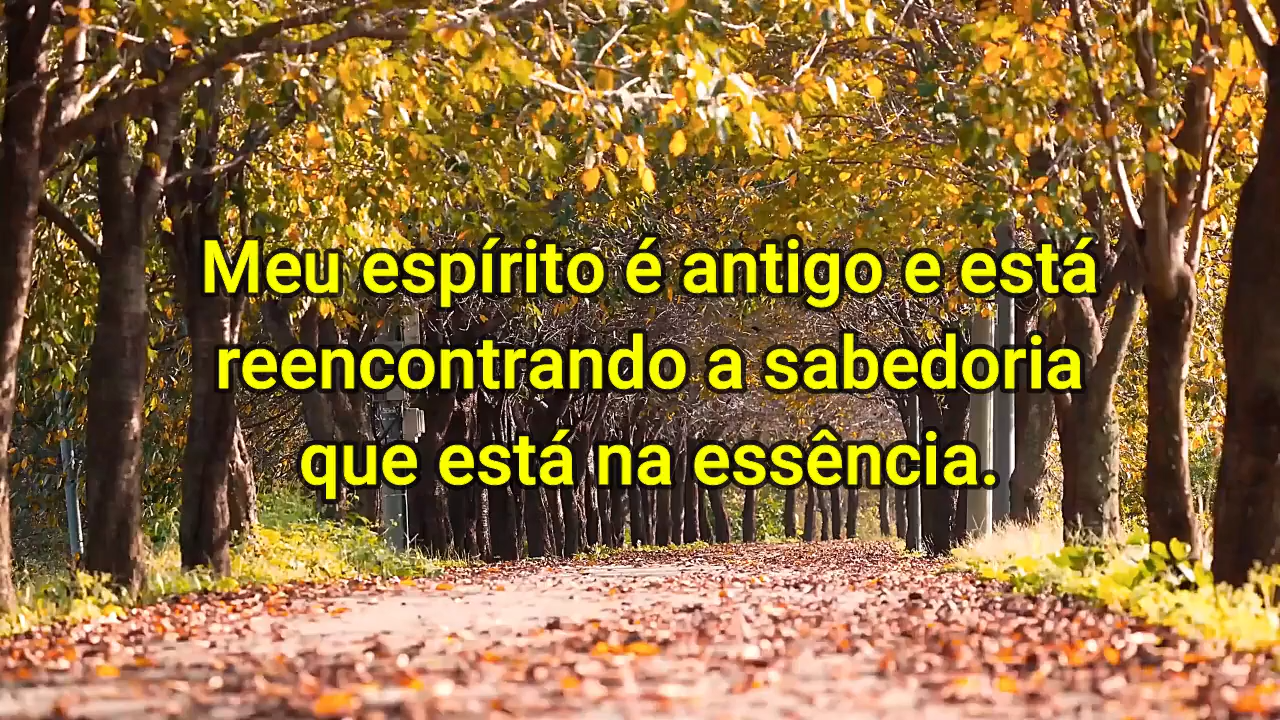 Meu espírito é antigo e está
reencontrando a sabedoria
que está na essência.